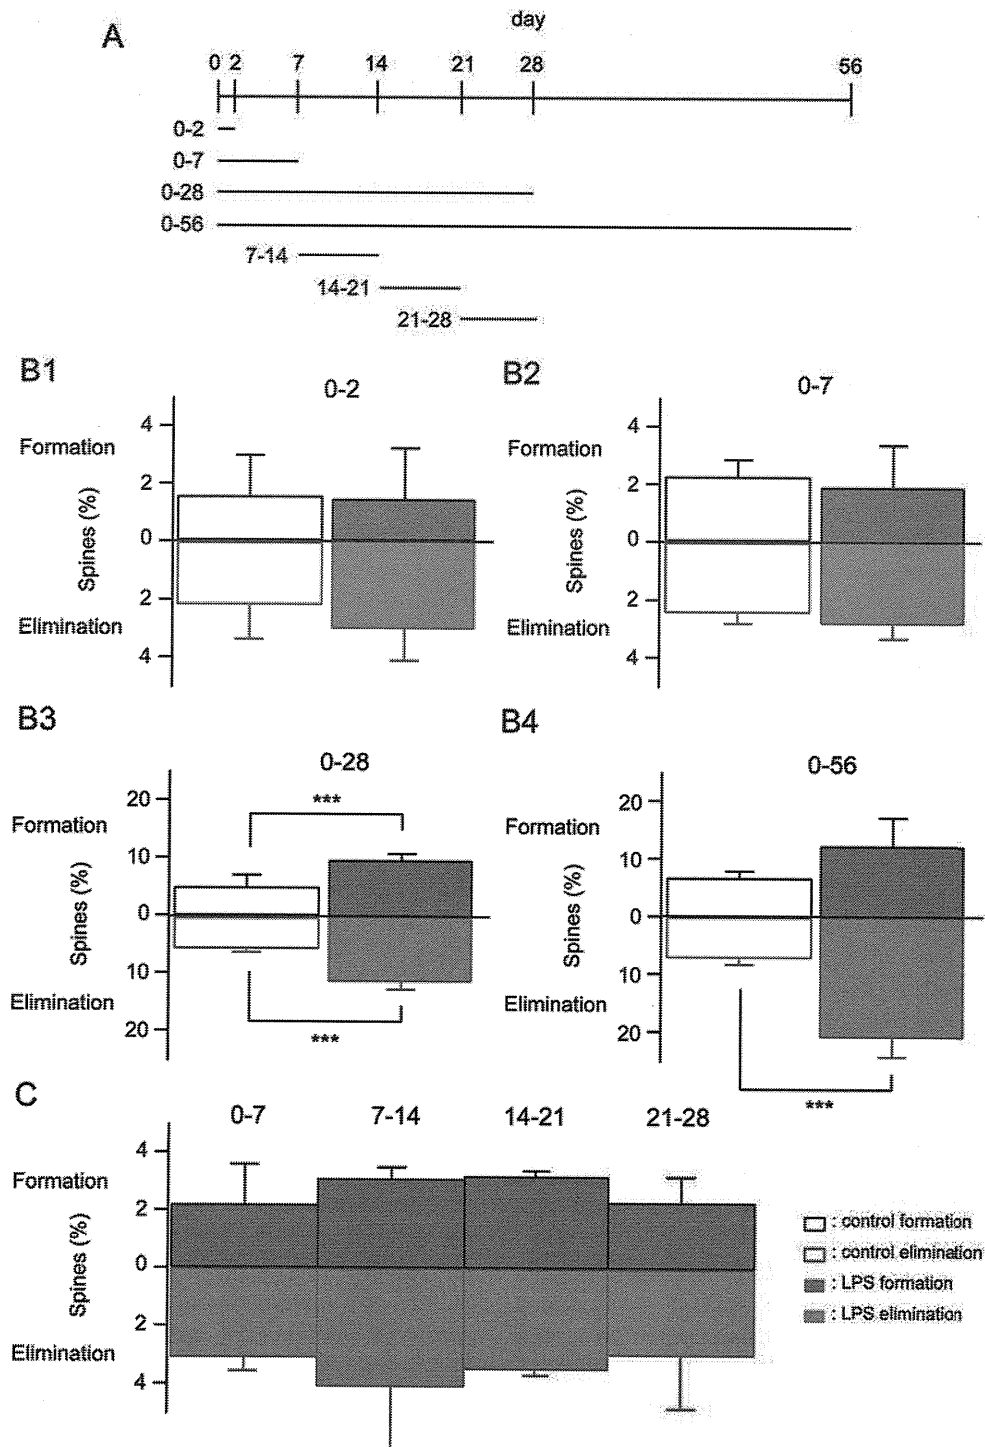 A
day
0 2 7 14 21 28 56
0-2
0-7
0-28
0-56
7-14
14-21
21-28
B1
0-2
Formation
Spines (%)
Elimination
4
2
0
2
4
B2
0-7
Formation
Spines (%)
Elimination
4
2
0
2
4
B3
0-28
Formation
Spines (%)
Elimination
20
10
0
10
20
***
***
B4
0-56
Formation
Spines (%)
Elimination
20
10
0
10
20
***
C
0-7 7-14 14-21 21-28
Formation
Spines (%)
Elimination
4
2
0
2
4
: control formation
: control elimination
: LPS formation
: LPS elimination